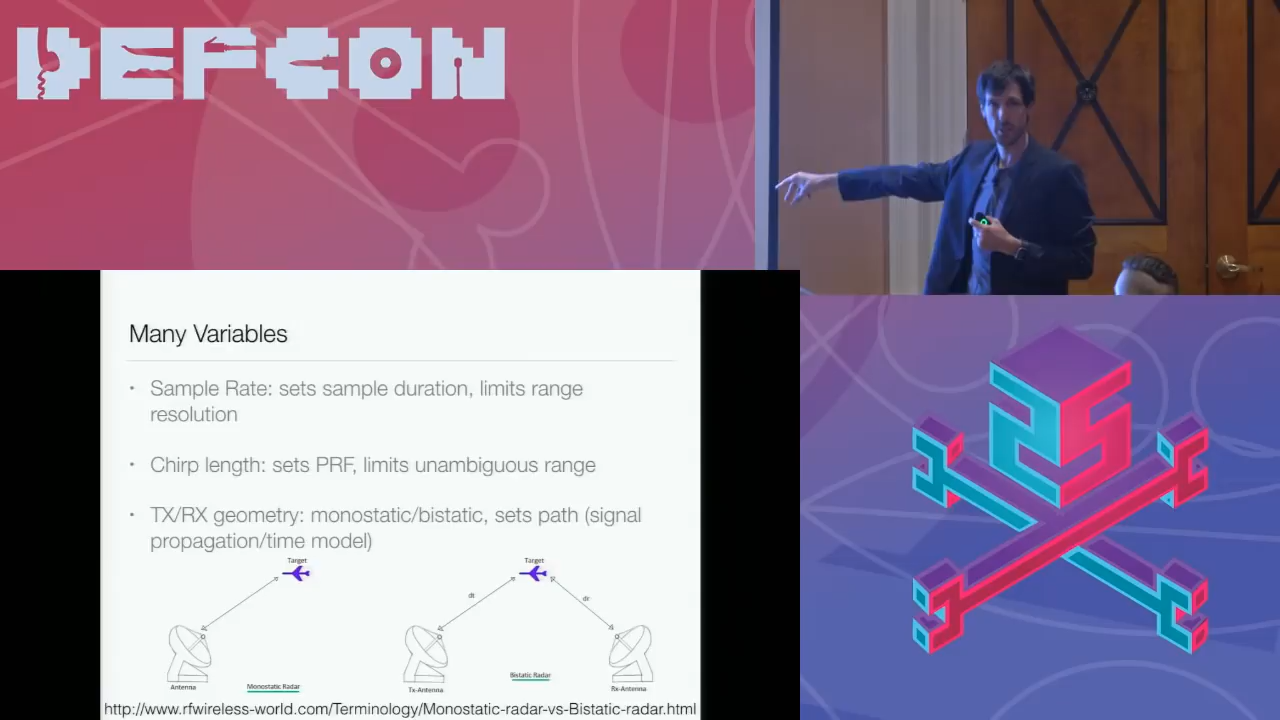 DEFCON
Many Variables
• Sample Rate: sets sample duration, limits range
resolution
• Chirp length: sets PRF, limits unambiguous range
• TX/RX geometry: monostatic/bistatic, sets path (signal
propagation/time model)
Target
Target
dt
dr
Antenna
Monostatic Radar
Tx-Antenna
Bistatic Radar
Rx-Antenna
http://www.rfwireless-world.com/Terminology/Monostatic-radar-vs-Bistatic-radar.html
25